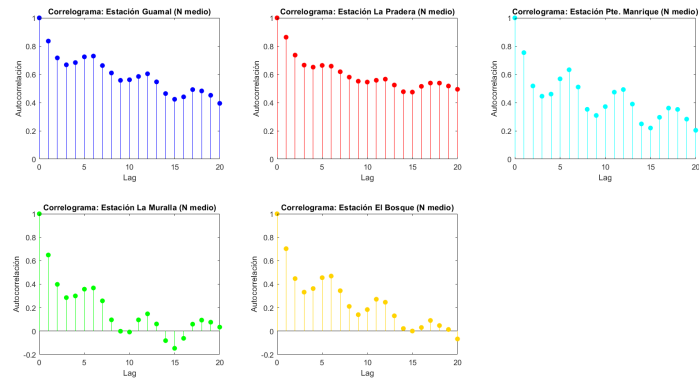 Correlograma: Estación Guamal (N medio)
1
0.8
0.6
0.4
0.2
0
Autocorrelación
0 5 10 15 20
Lag
Correlograma: Estación La Pradera (N medio)
1
0.8
0.6
0.4
0.2
0
Autocorrelación
0 5 10 15 20
Lag
Correlograma: Estación Pte. Manrique (N medio)
1
0.8
0.6
0.4
0.2
0
Autocorrelación
0 5 10 15 20
Lag
Correlograma: Estación La Muralla (N medio)
1
0.8
0.6
0.4
0.2
0
-0.2
Autocorrelación
0 5 10 15 20
Lag
Correlograma: Estación El Bosque (N medio)
1
0.8
0.6
0.4
0.2
0
-0.2
Autocorrelación
0 5 10 15 20
Lag